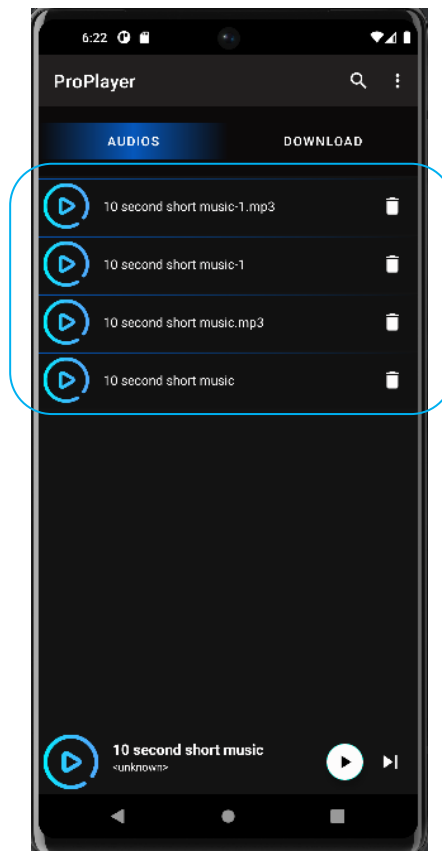 6:22
ProPlayer
AUDIOS
DOWNLOAD
10 second short music-1.mp3
10 second short music-1
10 second short music.mp3
10 second short music
10 second short music
<unknown>